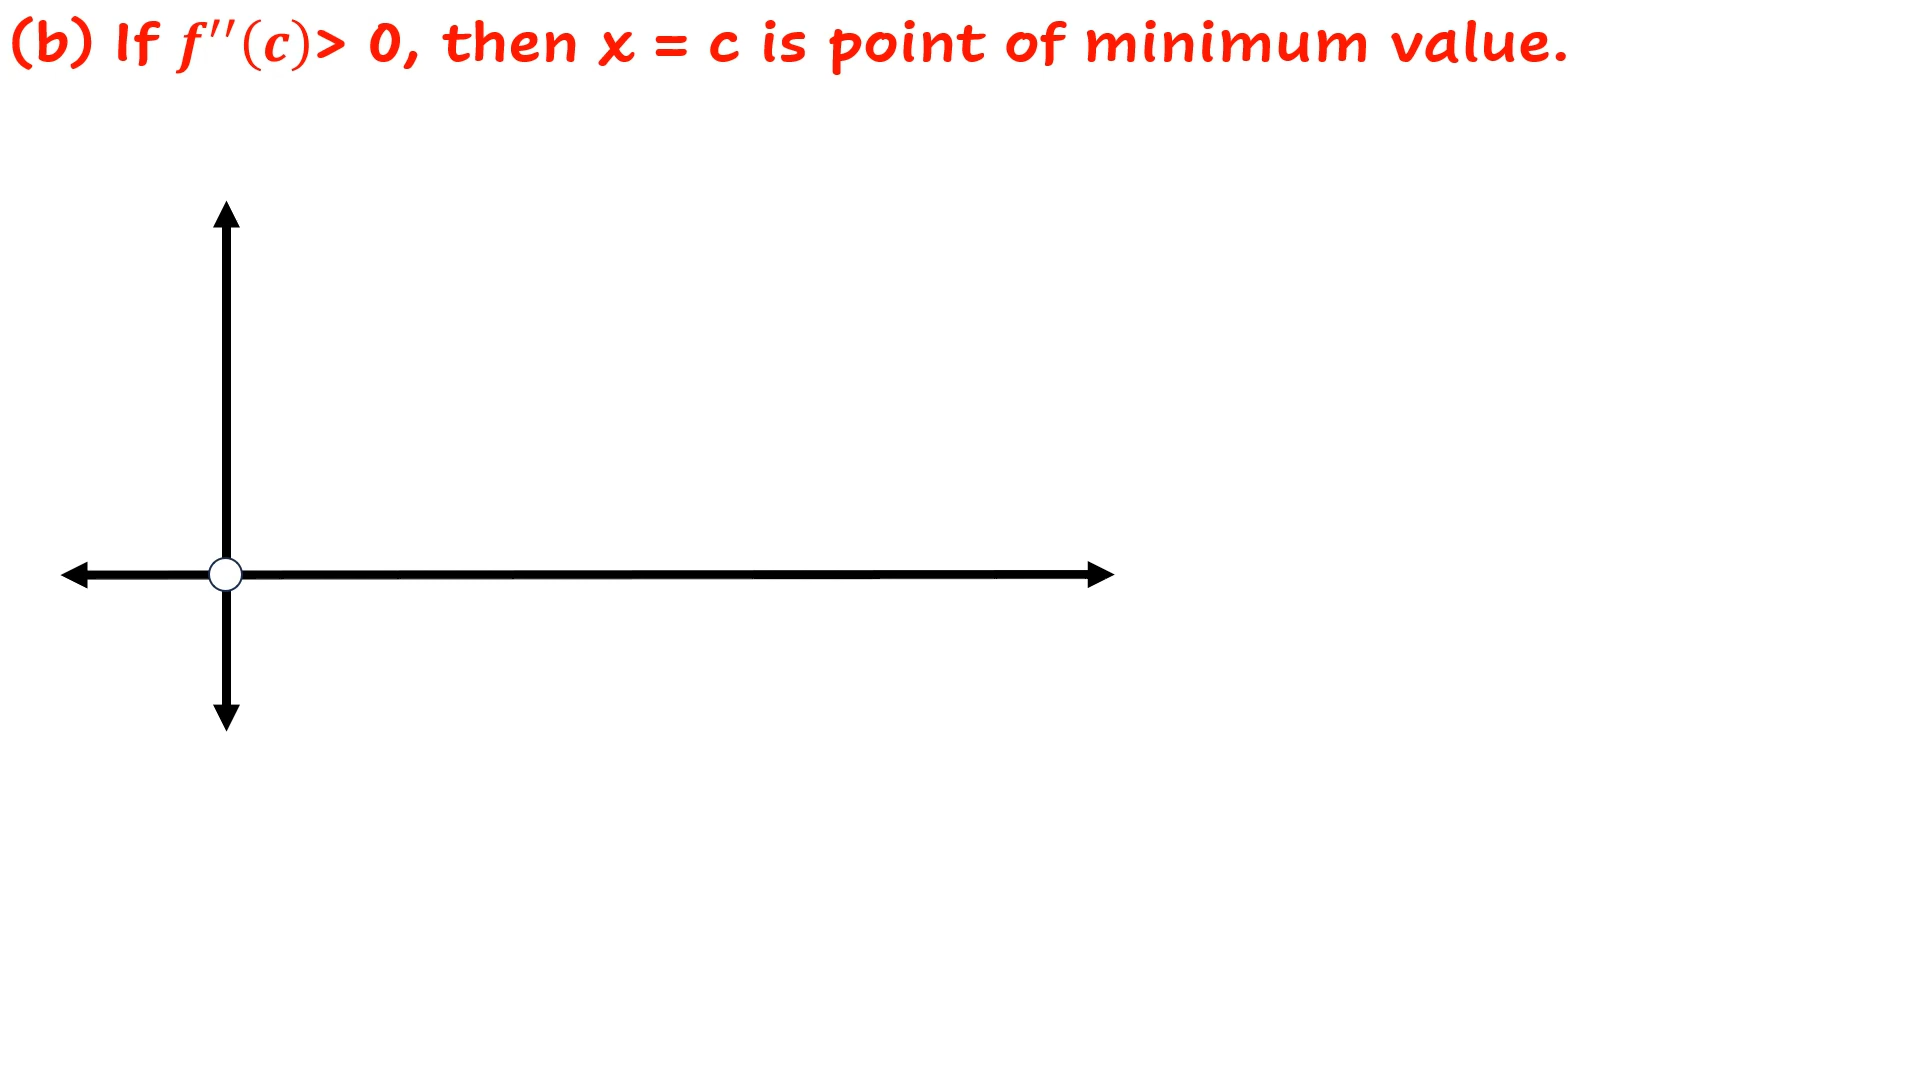 (b) If f′′(c)> 0, then x = c is point of minimum value.